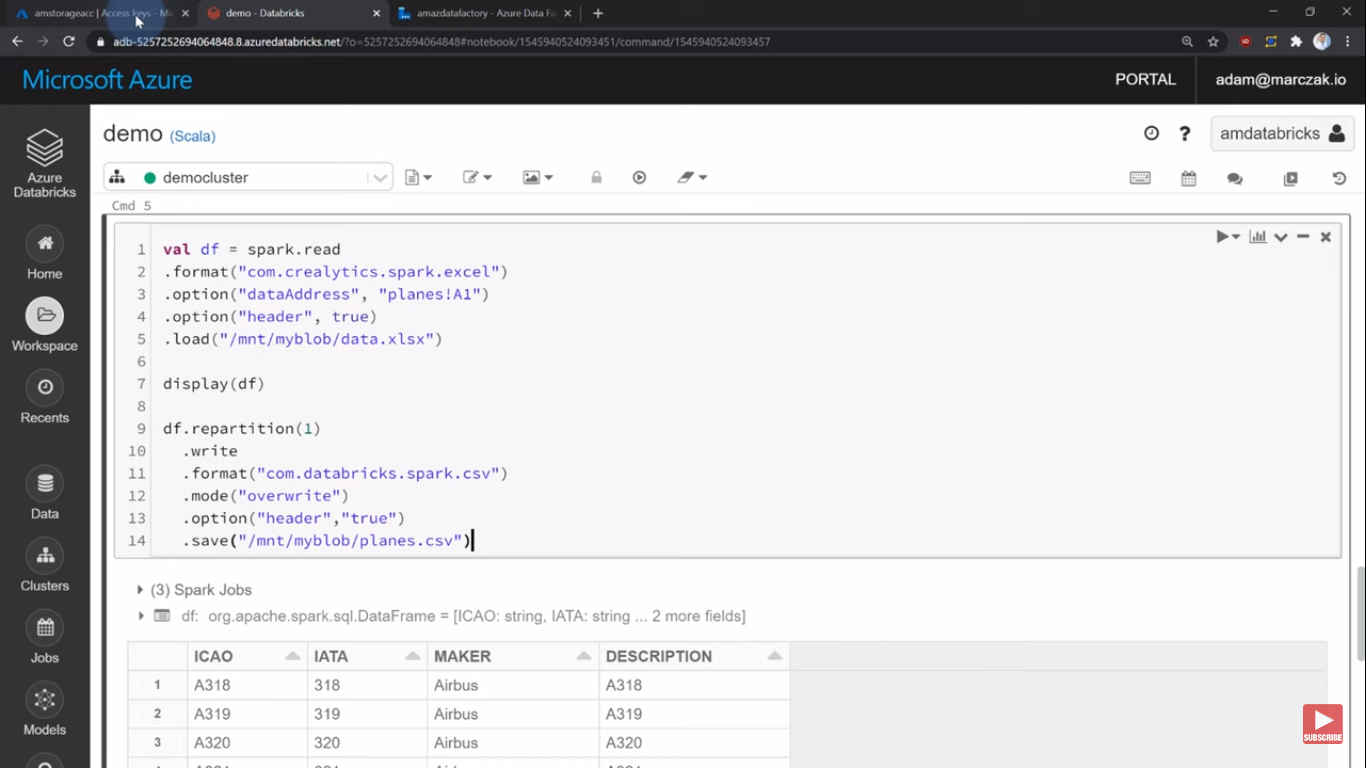 amstorageacc | Access keys - Mi
demo - Databricks
amazdatafactory - Azure Data Fa
adb-5257252694064848.8.azuredatabricks.net/?o=5257252694064848#notebook/1545940524093451/command/1545940524093457
Microsoft Azure
PORTAL
adam@marczak.io
demo (Scala)
amdatabricks
democluster
Azure
Databricks
Home
Workspace
Recents
Data
Clusters
Jobs
Models
Cmd 5
1 val df = spark.read
2 .format("com.crealytics.spark.excel")
3 .option("dataAddress", "planes!A1")
4 .option("header", true)
5 .load("/mnt/myblob/data.xlsx")
6
7 display(df)
8
9 df.repartition(1)
10 .write
11 .format("com.databricks.spark.csv")
12 .mode("overwrite")
13 .option("header","true")
14 .save("/mnt/myblob/planes.csv")
(3) Spark Jobs
df: org.apache.spark.sql.DataFrame = [ICAO: string, IATA: string ... 2 more fields]
ICAO IATA MAKER DESCRIPTION
1 A318 318 Airbus A318
2 A319 319 Airbus A319
3 A320 320 Airbus A320
SUBSCRIBE